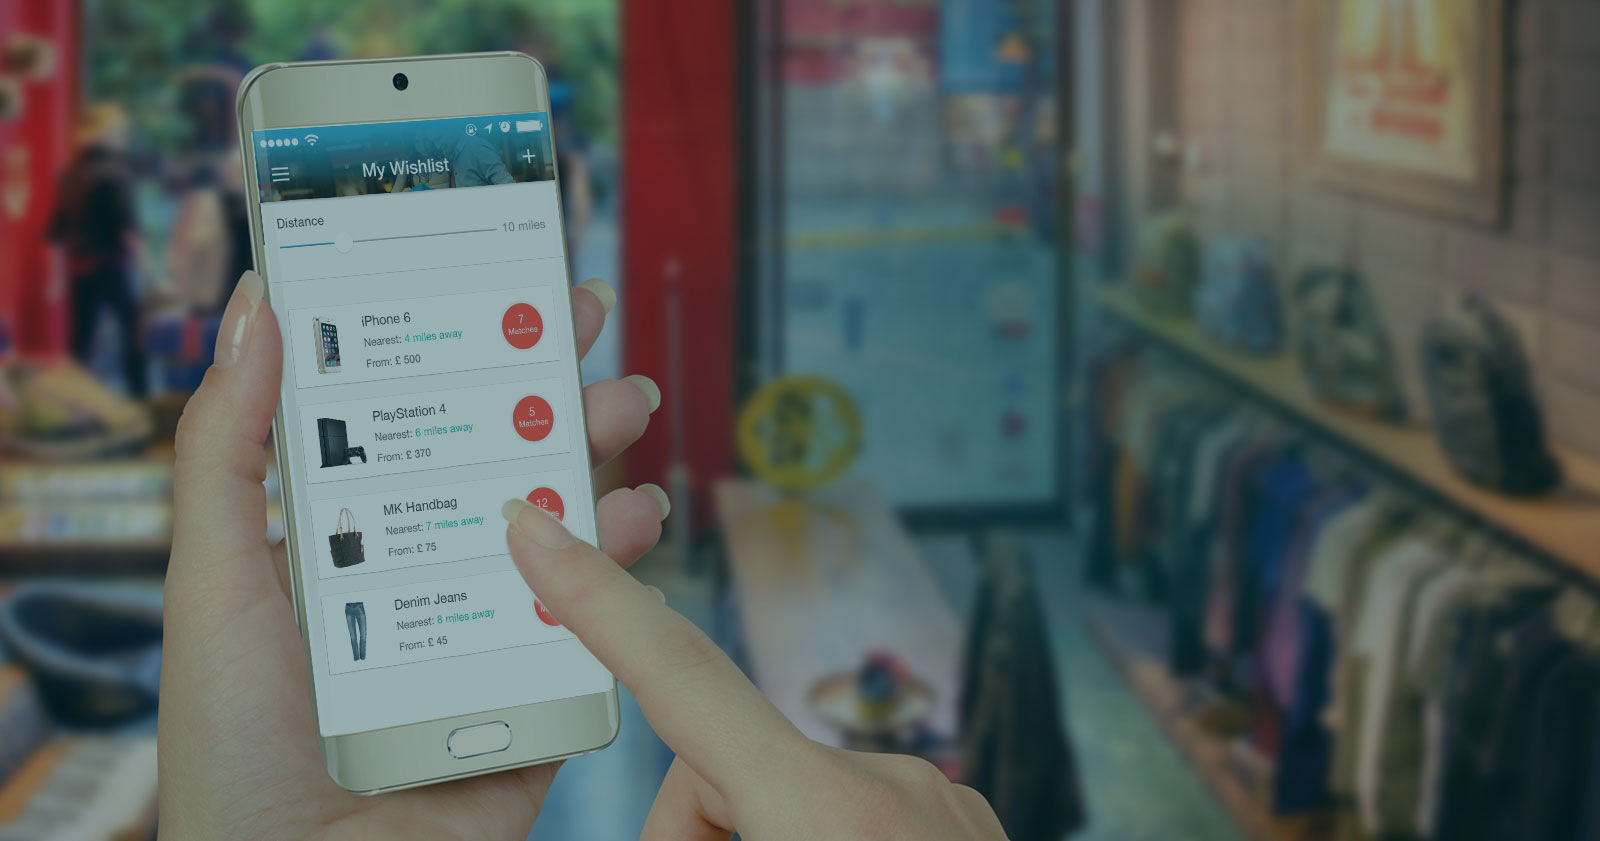 My Wishlist
Distance
10 miles
iPhone 6
Nearest: 4 miles away
From: £ 500
7
Matches
PlayStation 4
Nearest: 6 miles away
From: £ 370
5
Matches
MK Handbag
Nearest: 7 miles away
From: £ 75
12
Denim Jeans
Nearest: 8 miles away
From: £ 45